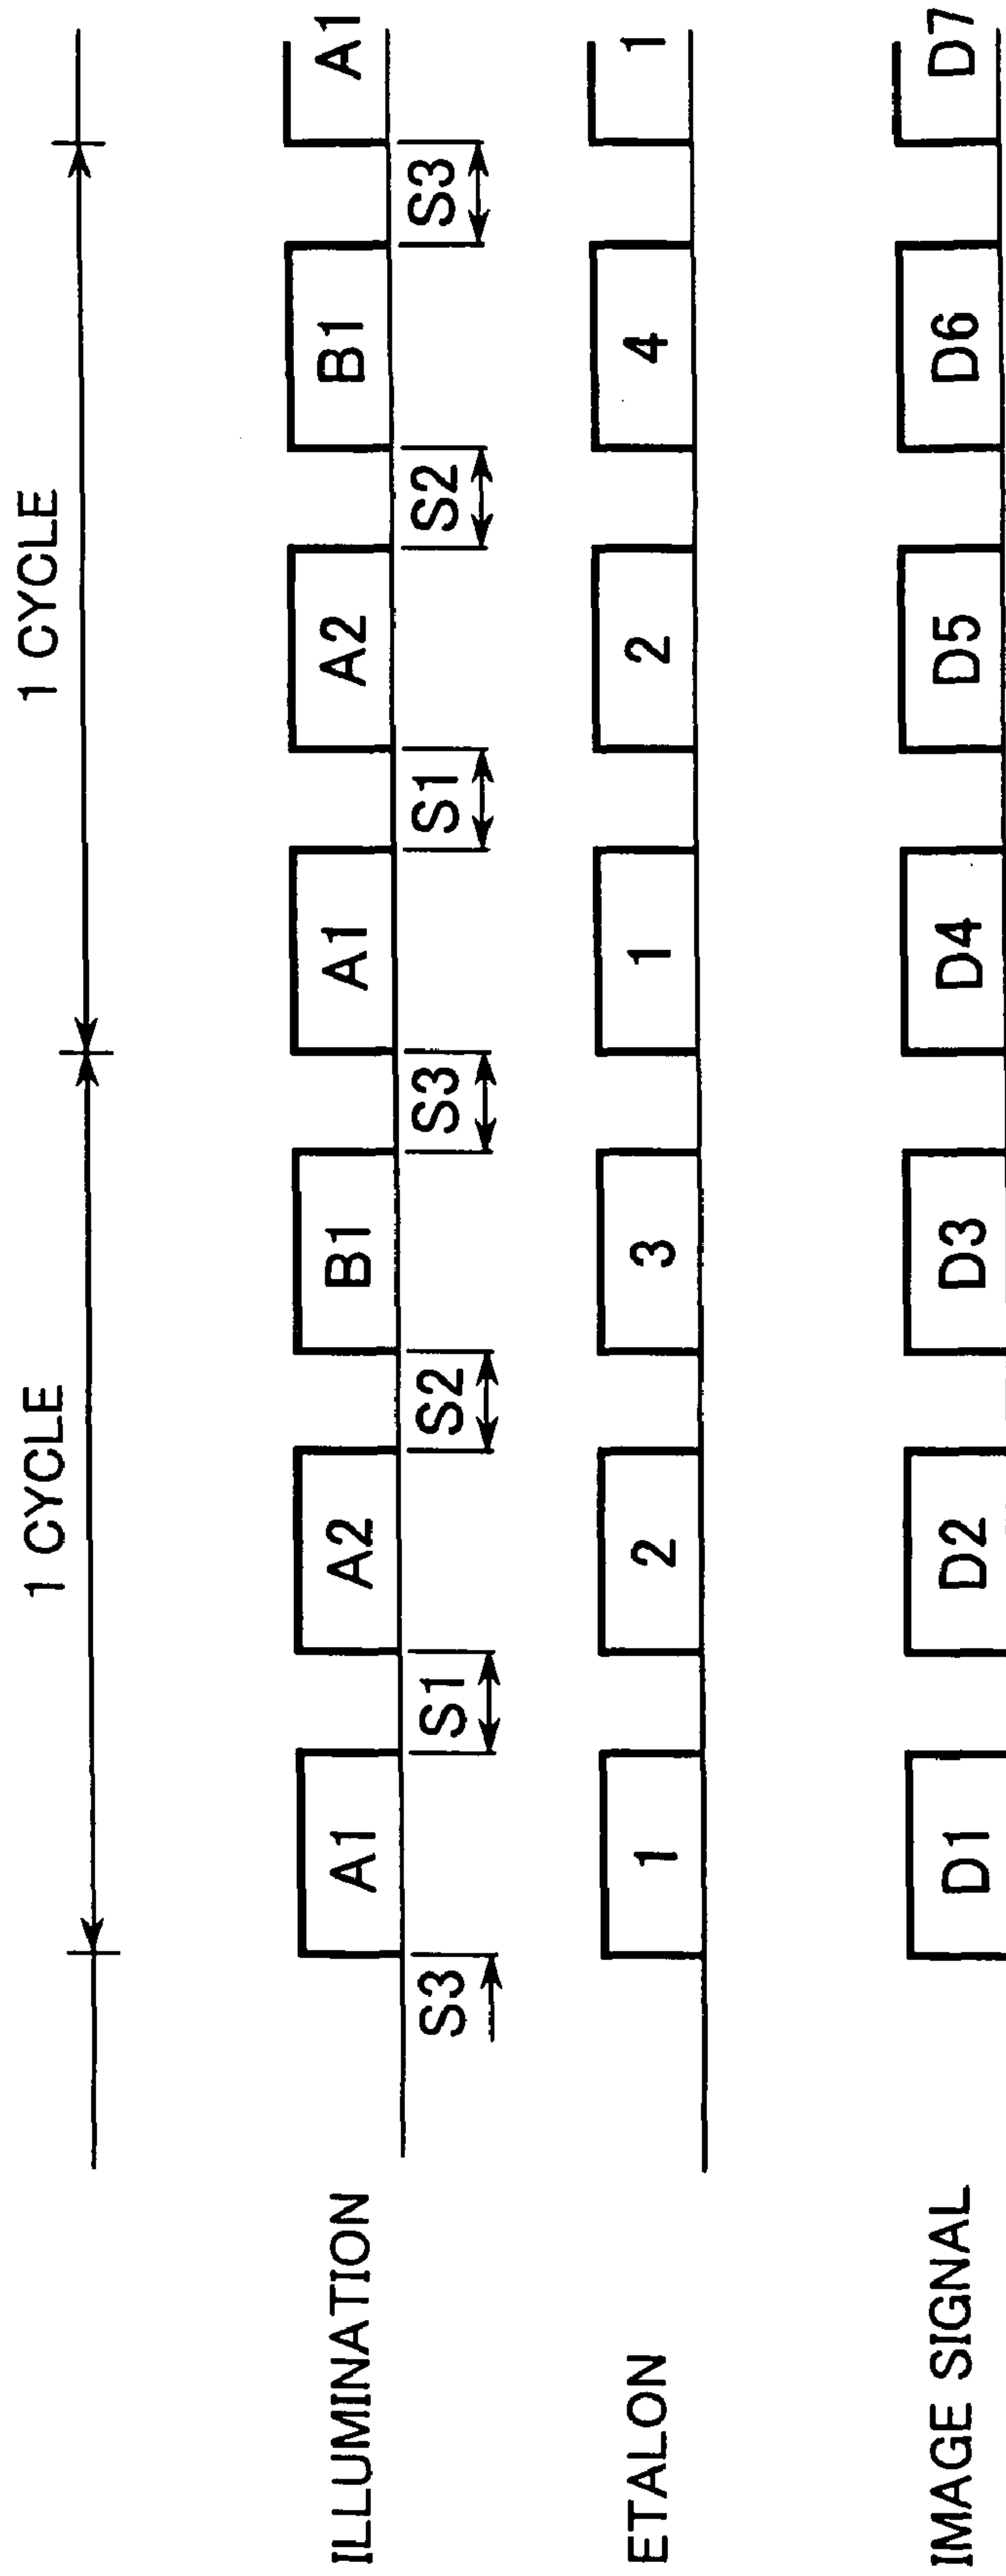 1 CYCLE 1 CYCLE
ILLUMINATION A1 A2 B1 A1 A2 B1 A1
S3 S1 S2 S3 S1 S2 S3
ETALON 1 2 3 1 2 4 1
IMAGE SIGNAL D1 D2 D3 D4 D5 D6 D7